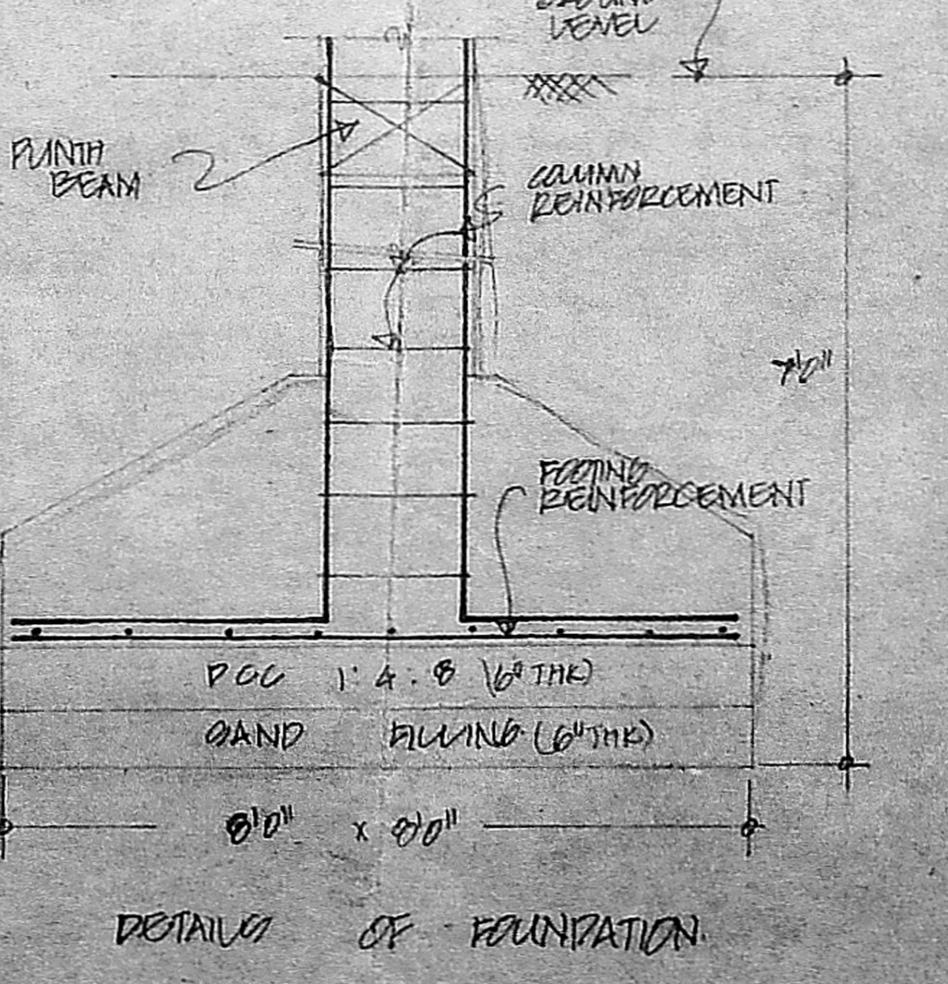 LEVEL
PLINTH
BEAM
COLUMN
REINFORCEMENT
7'0"
FOOTING
REINFORCEMENT
PCC 1:4:8 (6" THK)
SAND FILLING (6" THK)
8'0" x 8'0"
DETAILS OF FOUNDATION.